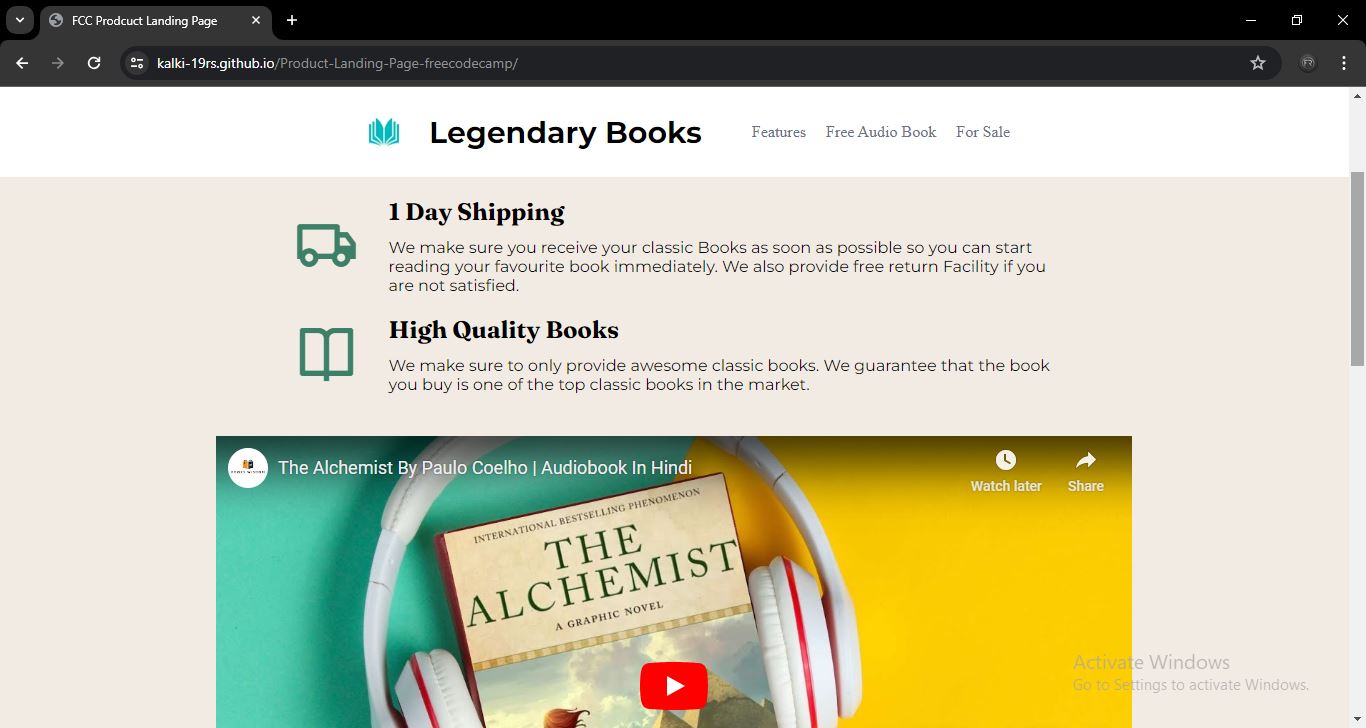 FCC Prodcuct Landing Page
kalki-19rs.github.io/Product-Landing-Page-freecodecamp/
FR
Legendary Books
Features
Free Audio Book
For Sale
1 Day Shipping
We make sure you receive your classic Books as soon as possible so you can start
reading your favourite book immediately. We also provide free return Facility if you
are not satisfied.
High Quality Books
We make sure to only provide awesome classic books. We guarantee that the book
you buy is one of the top classic books in the market.
The Alchemist By Paulo Coelho | Audiobook In Hindi
Watch later
Share
INTERNATIONAL BESTSELLING PHENOMENON
THE
ALCHEMIST
A GRAPHIC NOVEL
Activate Windows
Go to Settings to activate Windows.